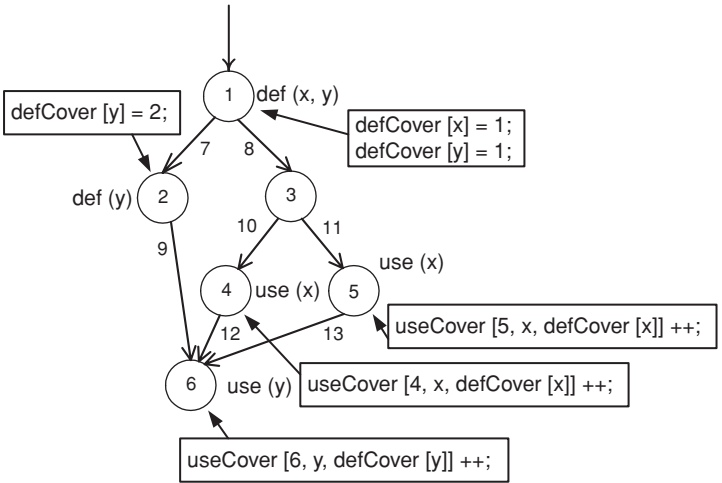 1 def (x, y)
defCover [y] = 2;
defCover [x] = 1;
defCover [y] = 1;
7 8
def (y) 2 3
9 10 11
use (x)
4 use (x) 5
useCover [5, x, defCover [x]] ++;
12 13
6 use (y)
useCover [4, x, defCover [x]] ++;
useCover [6, y, defCover [y]] ++;